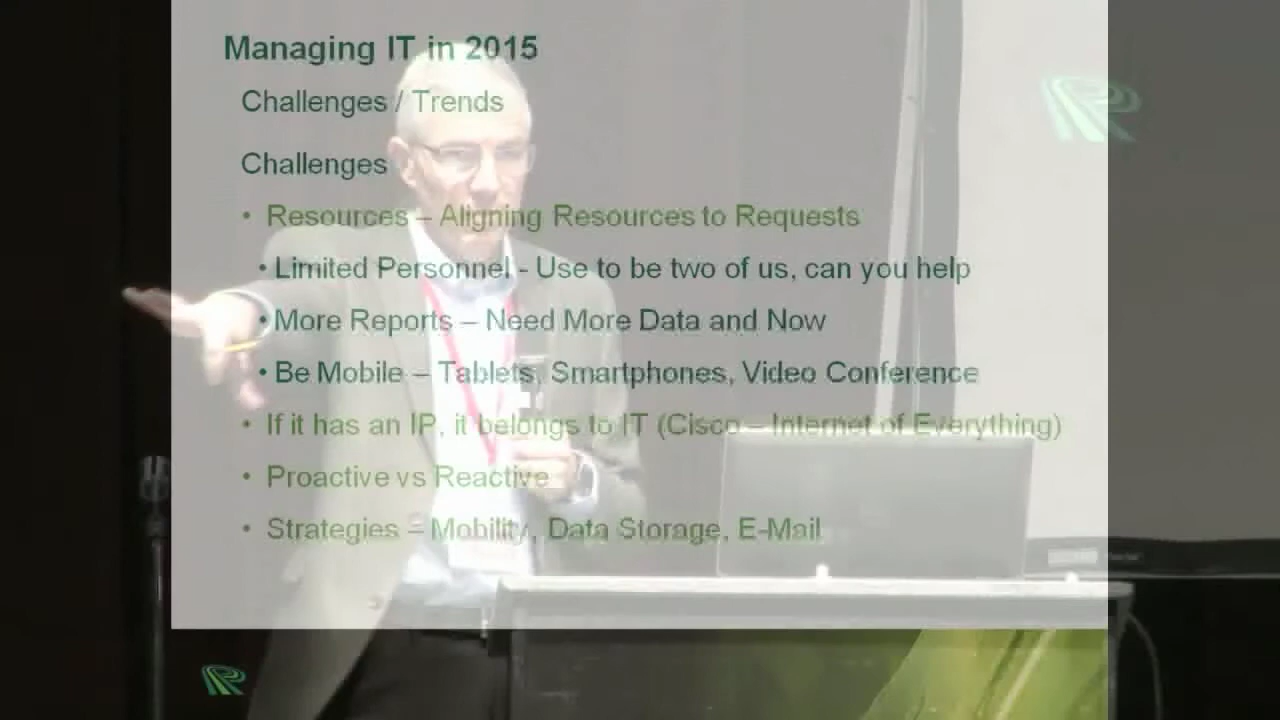 Managing IT in 2015
Challenges / Trends
Challenges
• Resources – Aligning Resources to Requests
• Limited Personnel - Use to be two of us, can you help
• More Reports – Need More Data and Now
• Be Mobile – Tablets, Smartphones, Video Conference
• If it has an IP, it belongs to IT (Cisco – Internet of Everything)
• Proactive vs Reactive
• Strategies – Mobility, Data Storage, E-Mail